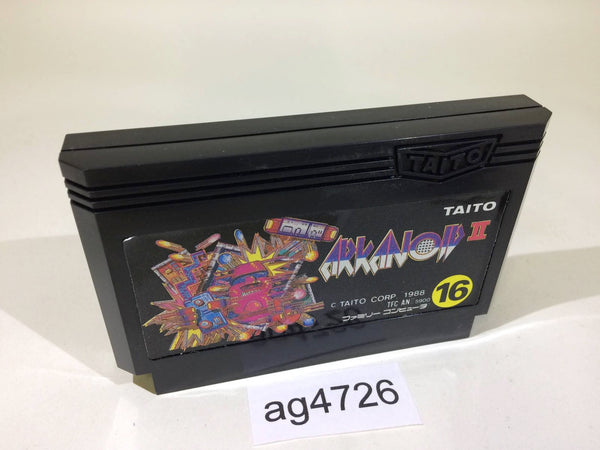 TAITO
TAITO
ARKANOID II
© TAITO CORP. 1988
TFC AN 5900
16
ファミリー コンピュータ
ag4726